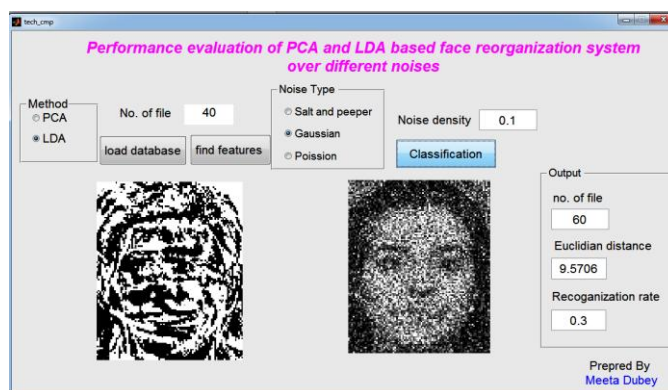 tech_cmp
Performance evaluation of PCA and LDA based face reorganization system
over different noises
Method
PCA
LDA
No. of file
40
load database
find features
Noise Type
Salt and peeper
Gaussian
Poission
Noise density
0.1
Classification
Output
no. of file
60
Euclidian distance
9.5706
Recoganization rate
0.3
Prepred By
Meeta Dubey